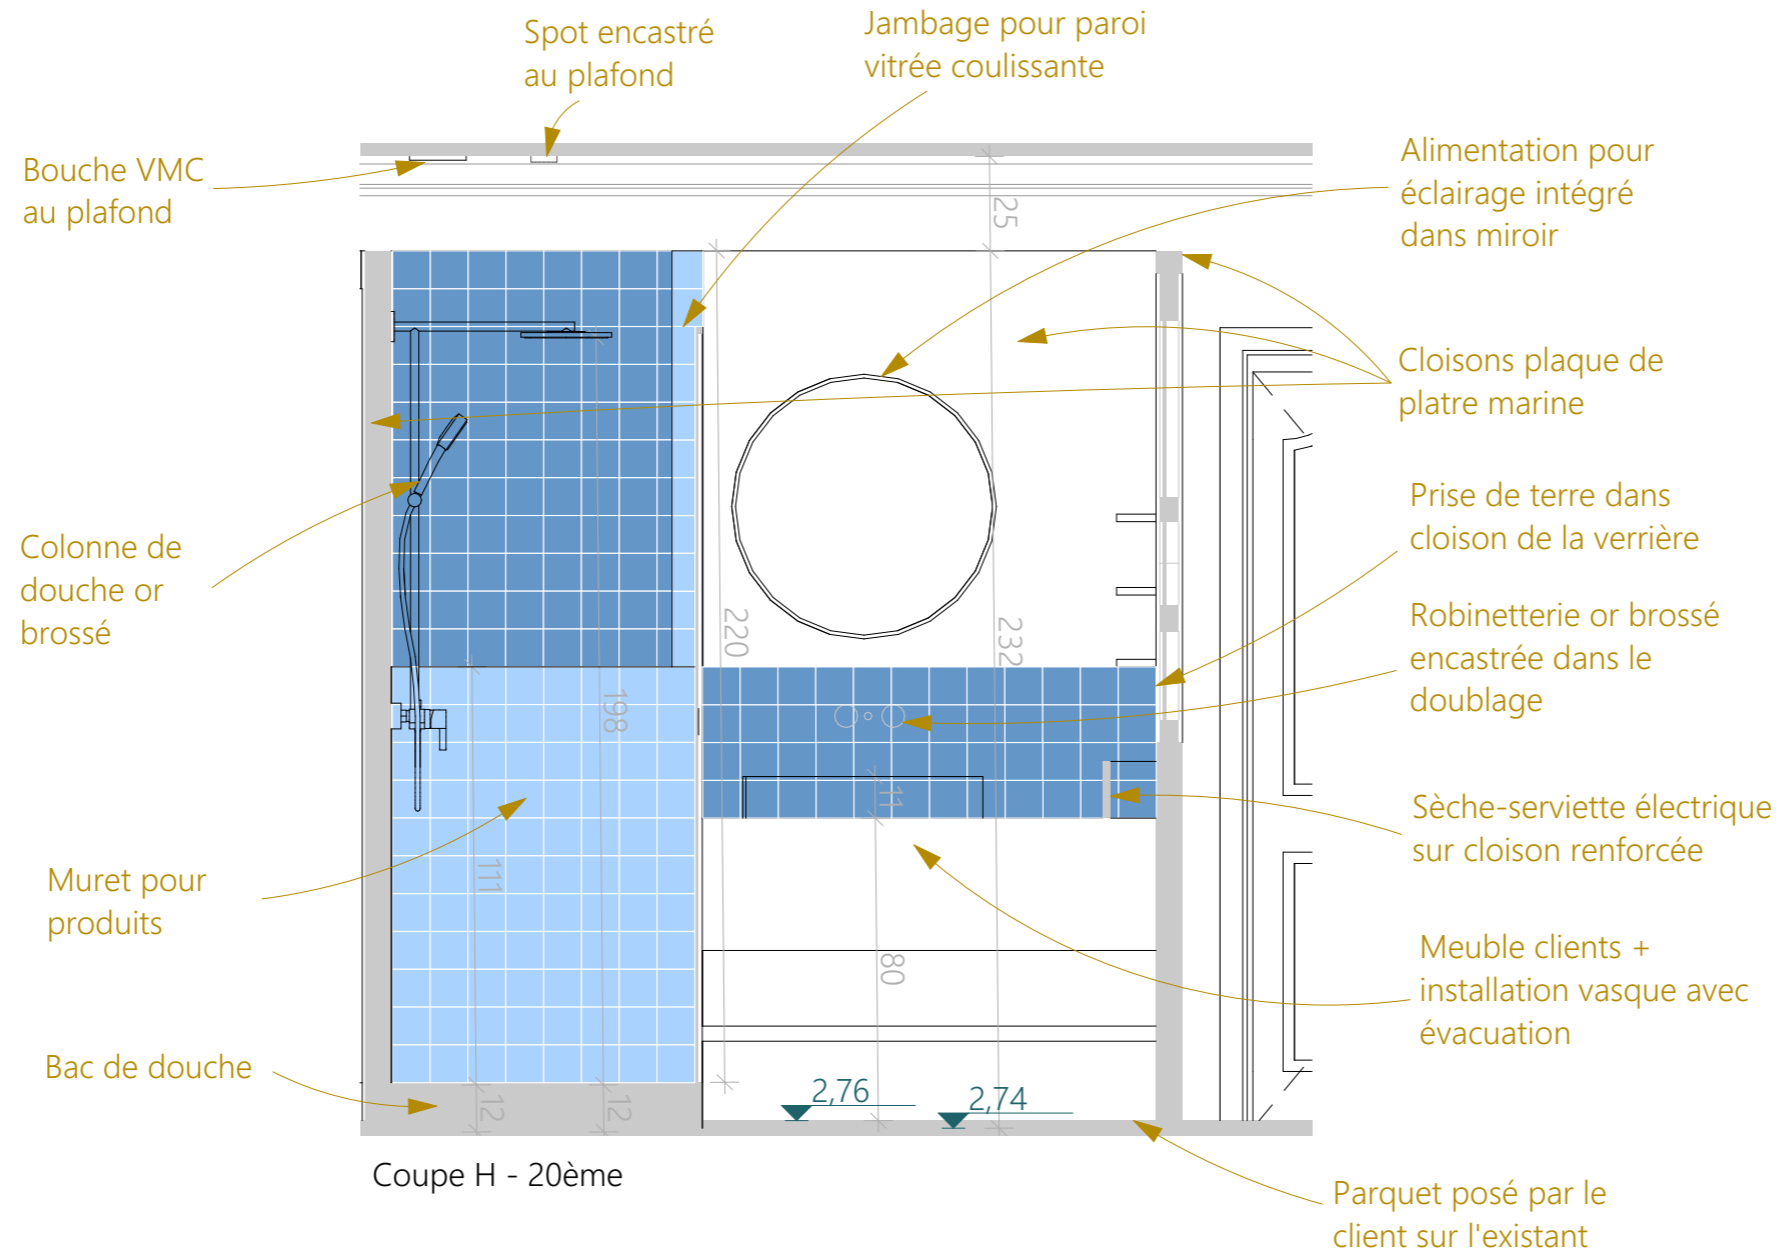 Spot encastré
au plafond
Jambage pour paroi
vitrée coulissante
Bouche VMC
au plafond
Alimentation pour
éclairage intégré
dans miroir
25
Cloisons plaque de
platre marine
Colonne de
douche or
brossé
Prise de terre dans
cloison de la verrière
Robinetterie or brossé
encastrée dans le
doublage
220
232
198
11
Sèche-serviette électrique
sur cloison renforcée
Muret pour
produits
111
80
Meuble clients +
installation vasque avec
évacuation
Bac de douche
12
12
2,76
2,74
Coupe H - 20ème
Parquet posé par le
client sur l'existant